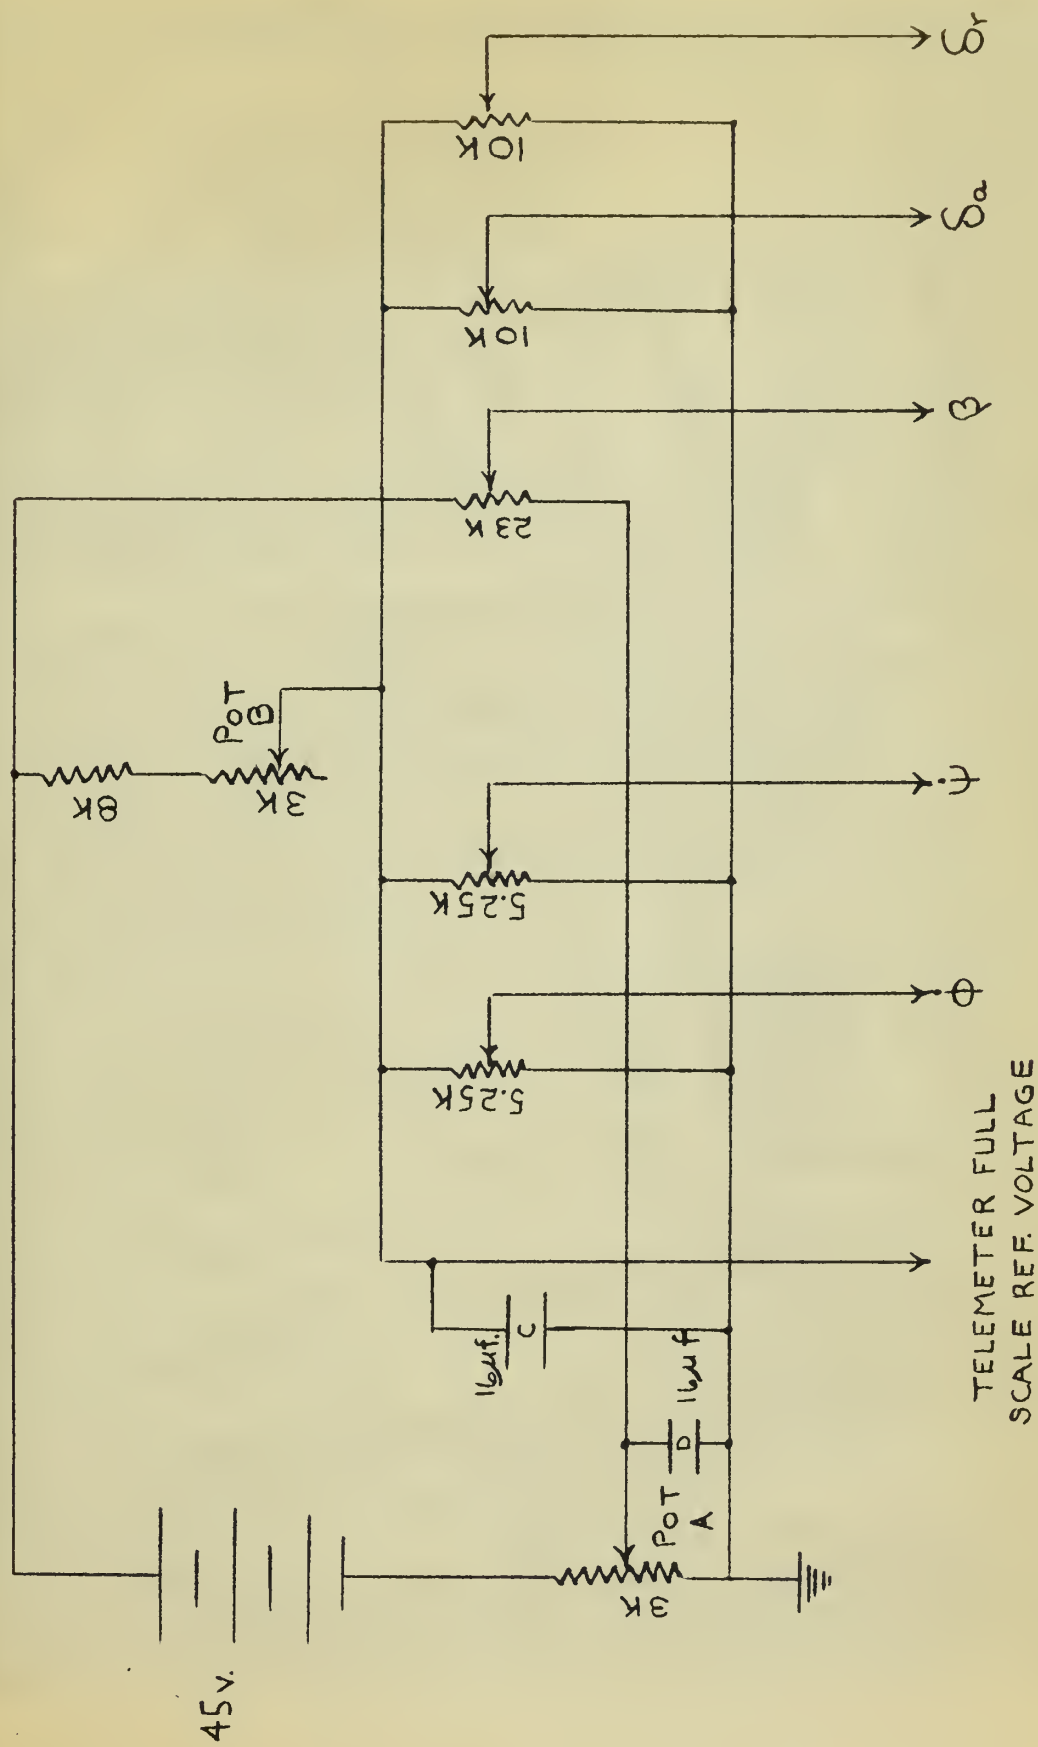 45 v.
3K
POT
A
16µf
D
16µf.
C
TELEMETER FULL
SCALE REF. VOLTAGE
5.25K
φ̇
5.25K
ψ̇
8K
3K
POT
B
23K
β
10K
δa
10K
δr